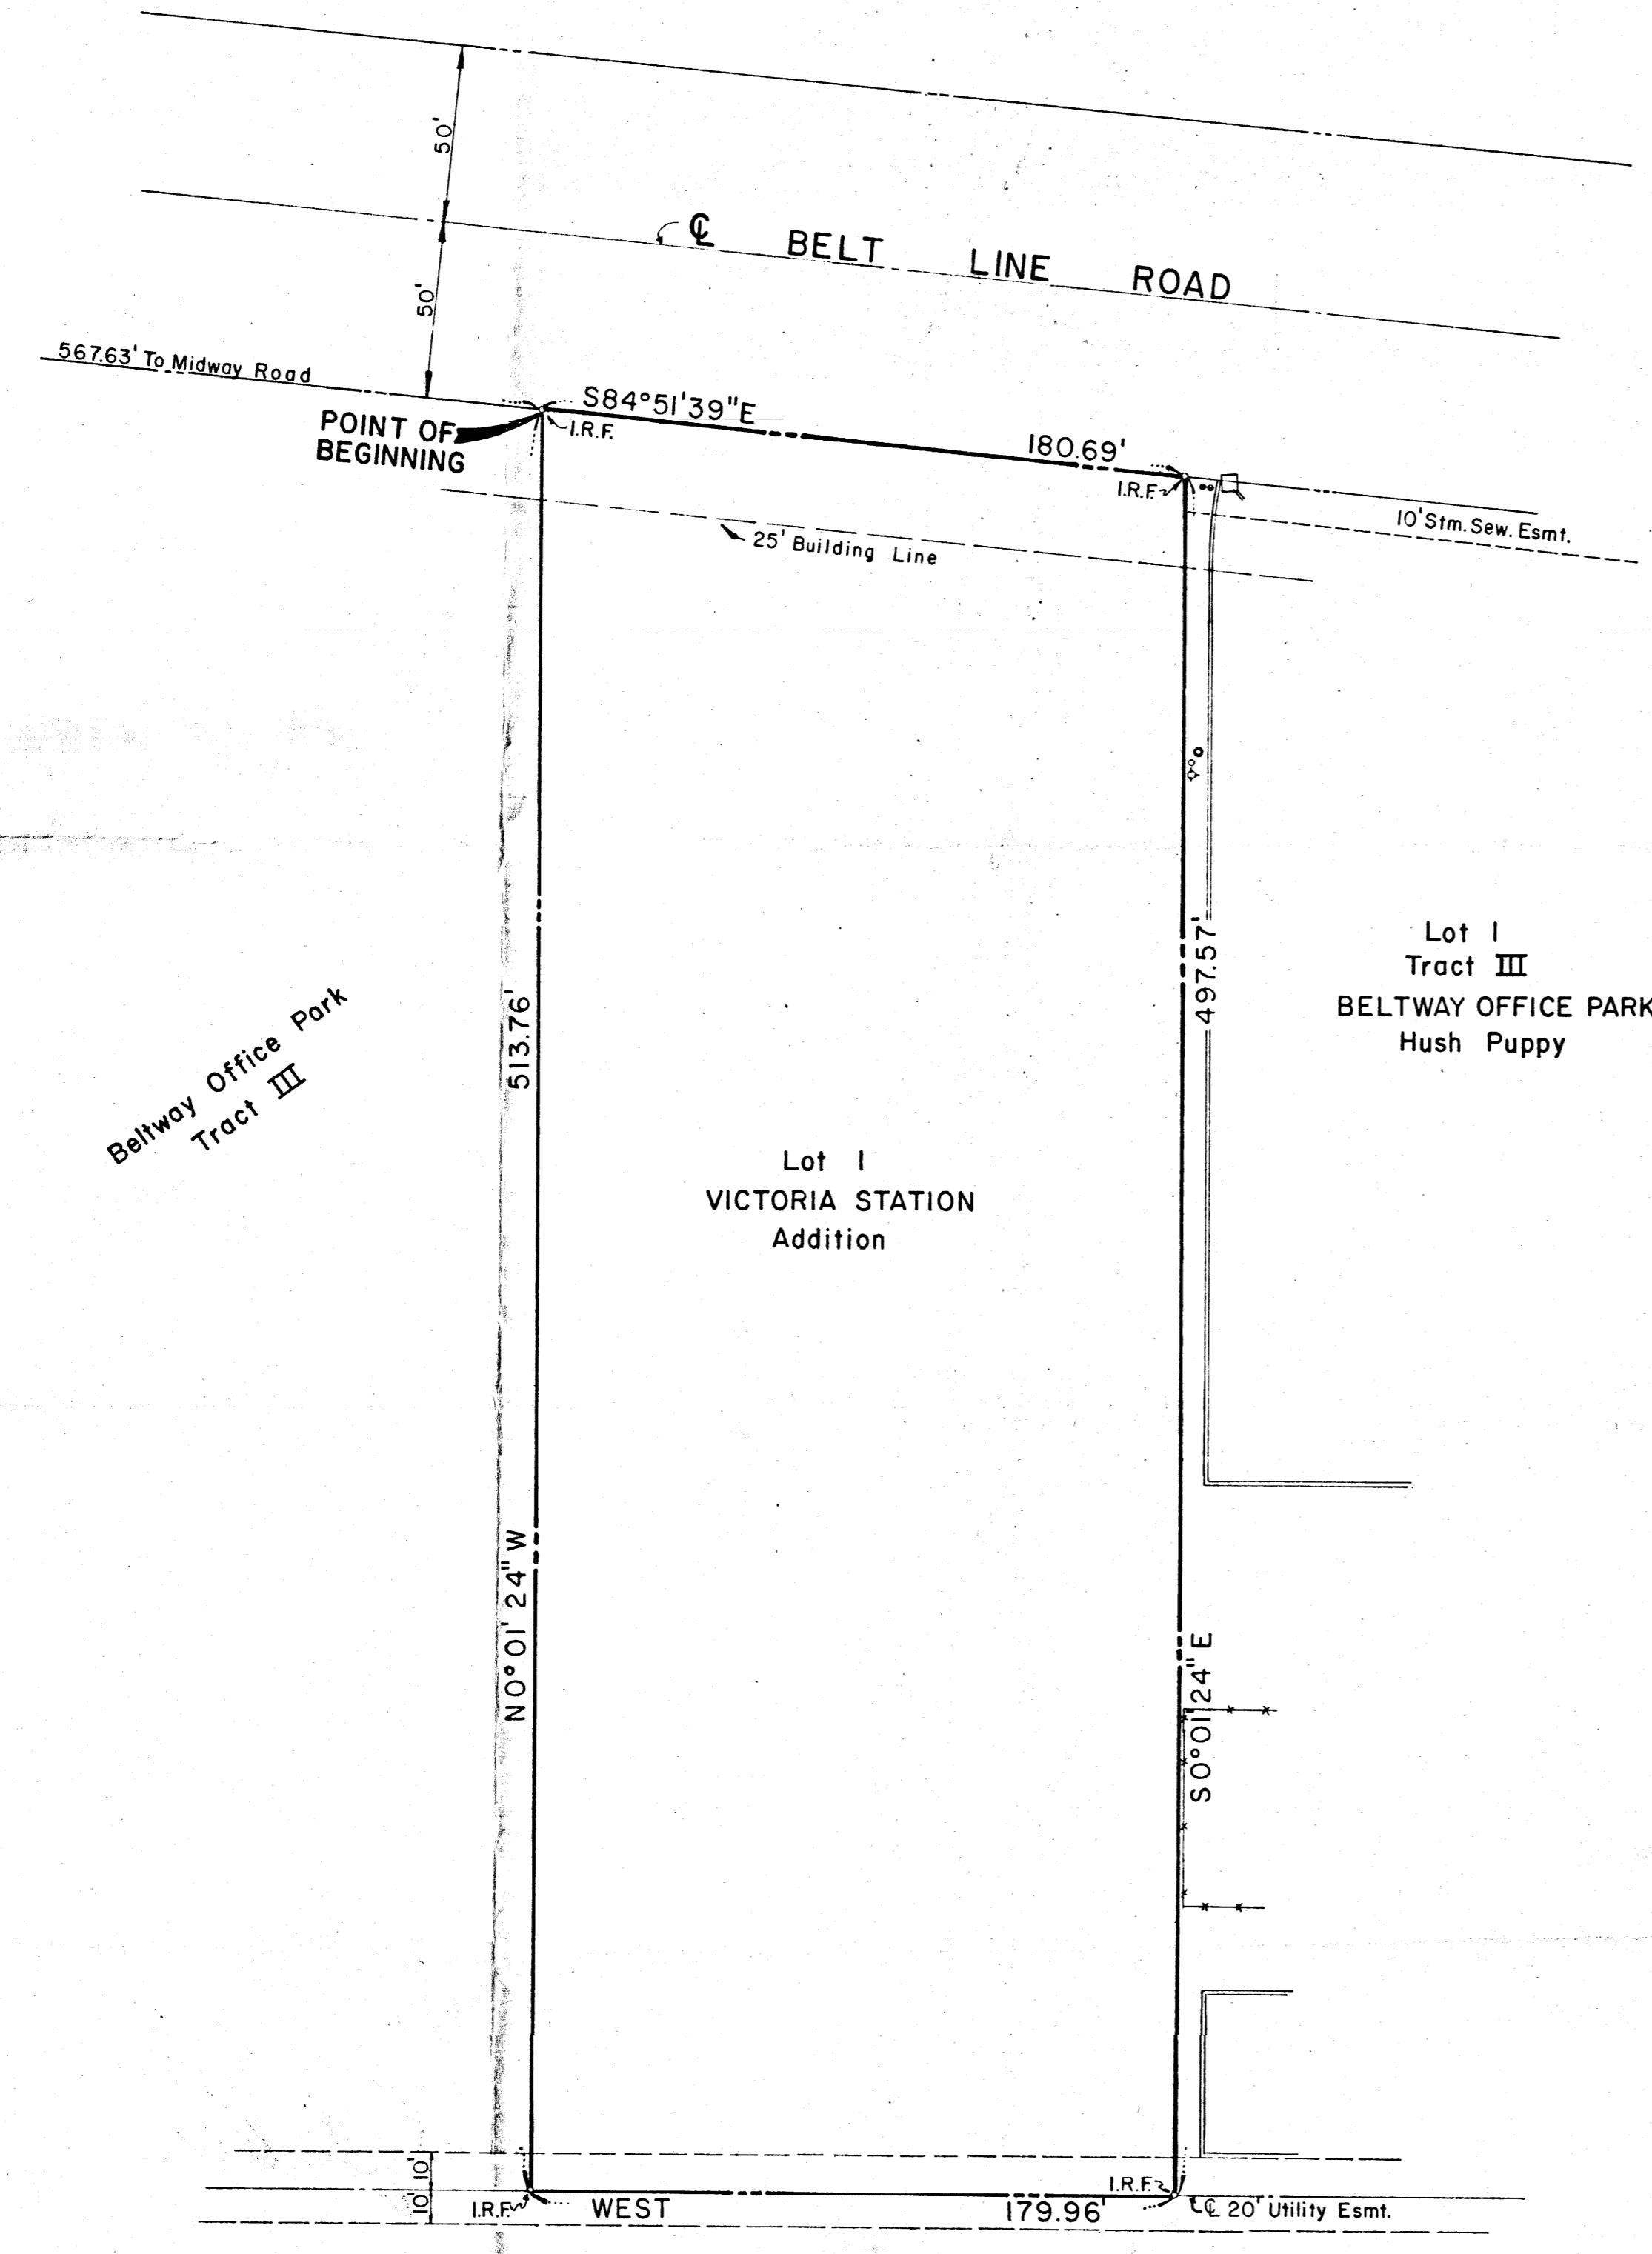 50'
℄ BELT LINE ROAD
50'
567.63' To Midway Road
S84°51'39"E
180.69'
POINT OF
BEGINNING
I.R.F.
I.R.F.
10' Stm. Sew. Esmt.
25' Building Line
513.76'
497.57'
Lot 1
Tract III
BELTWAY OFFICE PARK
Hush Puppy
Beltway Office Park
Tract III
Lot 1
VICTORIA STATION
Addition
N0°01'24"W
S0°01'24"E
10'
10'
I.R.F.
WEST
179.96'
I.R.F.
℄ 20' Utility Esmt.